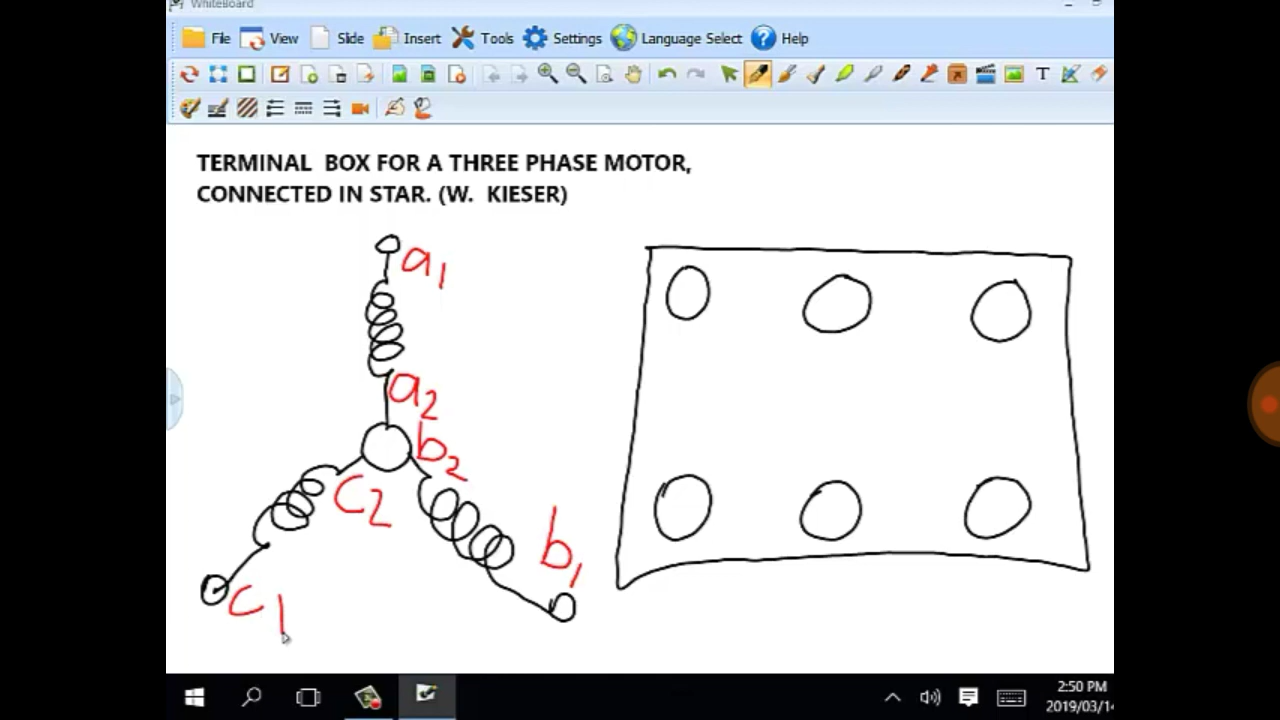 WhiteBoard
File View Slide Insert Tools Settings Language Select Help
T
TERMINAL BOX FOR A THREE PHASE MOTOR,
CONNECTED IN STAR. (W. KIESER)
a1
a2
b2
C2
b1
C1
2:50 PM
2019/03/14